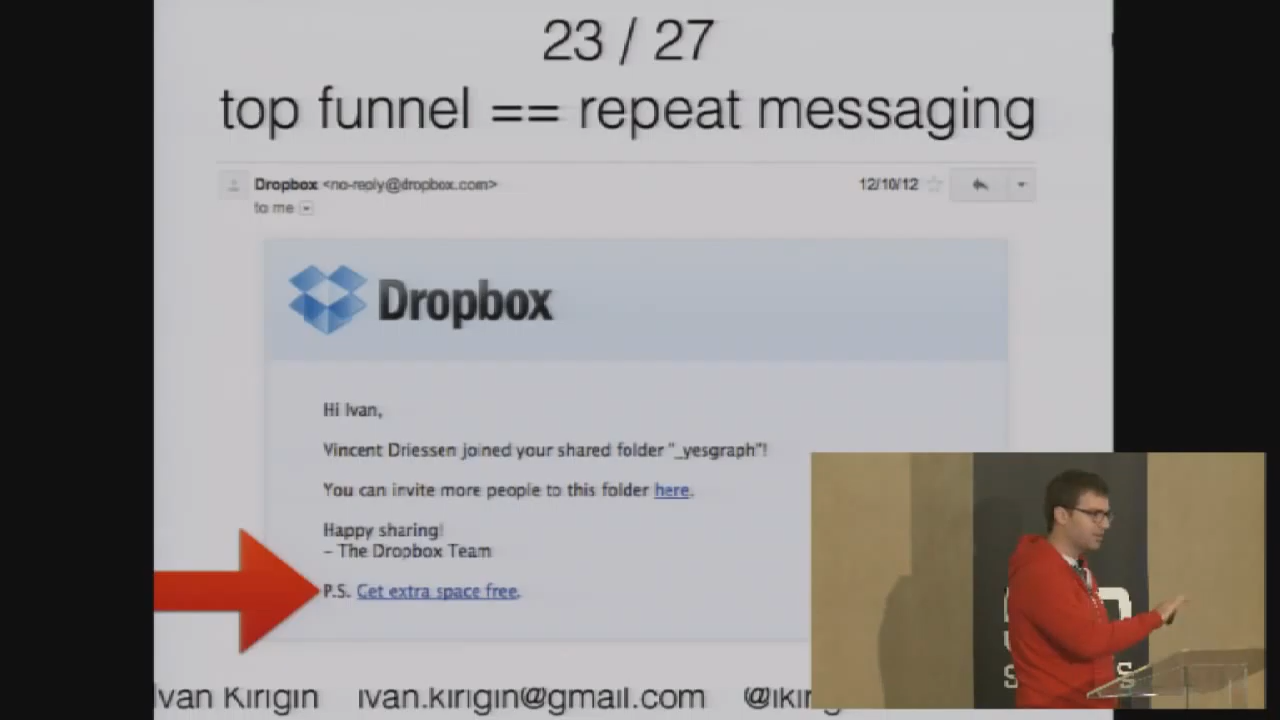 23 / 27
top funnel == repeat messaging
Dropbox <no-reply@dropbox.com>
12/10/12
to me
Dropbox
Hi Ivan,
Vincent Driessen joined your shared folder "_yesgraph"!
You can invite more people to this folder here.
Happy sharing!
– The Dropbox Team
P.S. Get extra space free.
Ivan Kirigin ivan.kirigin@gmail.com